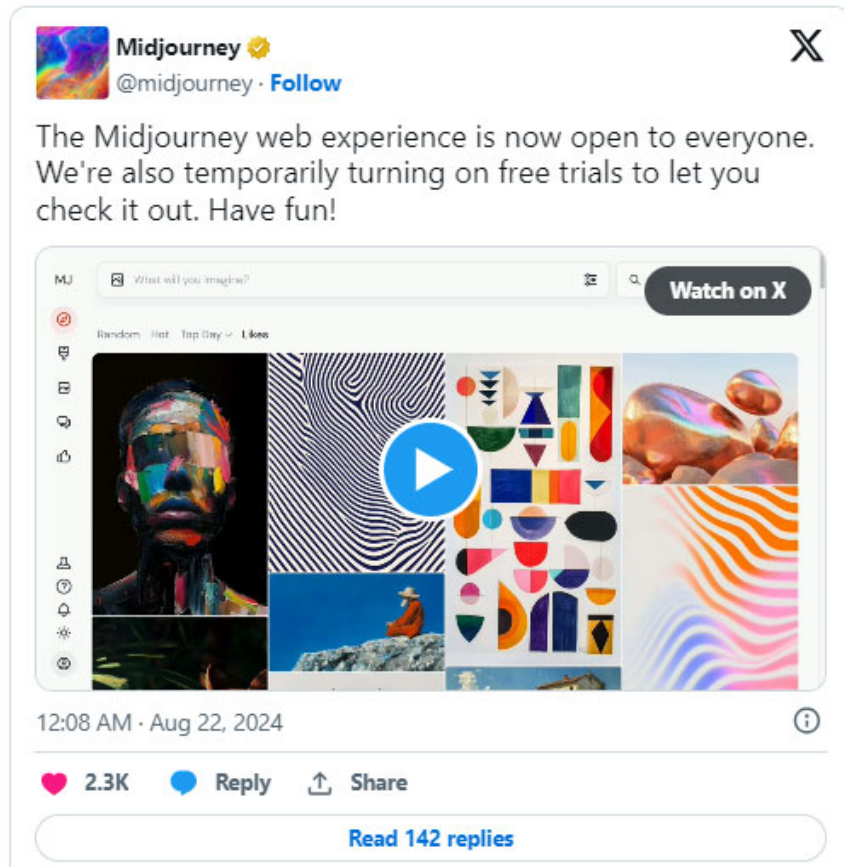 Midjourney
@midjourney · Follow
The Midjourney web experience is now open to everyone.
We're also temporarily turning on free trials to let you
check it out. Have fun!
MJ
What will you imagine?
Watch on X
Random Hot Top Day Likes
12:08 AM · Aug 22, 2024
2.3K Reply Share
Read 142 replies